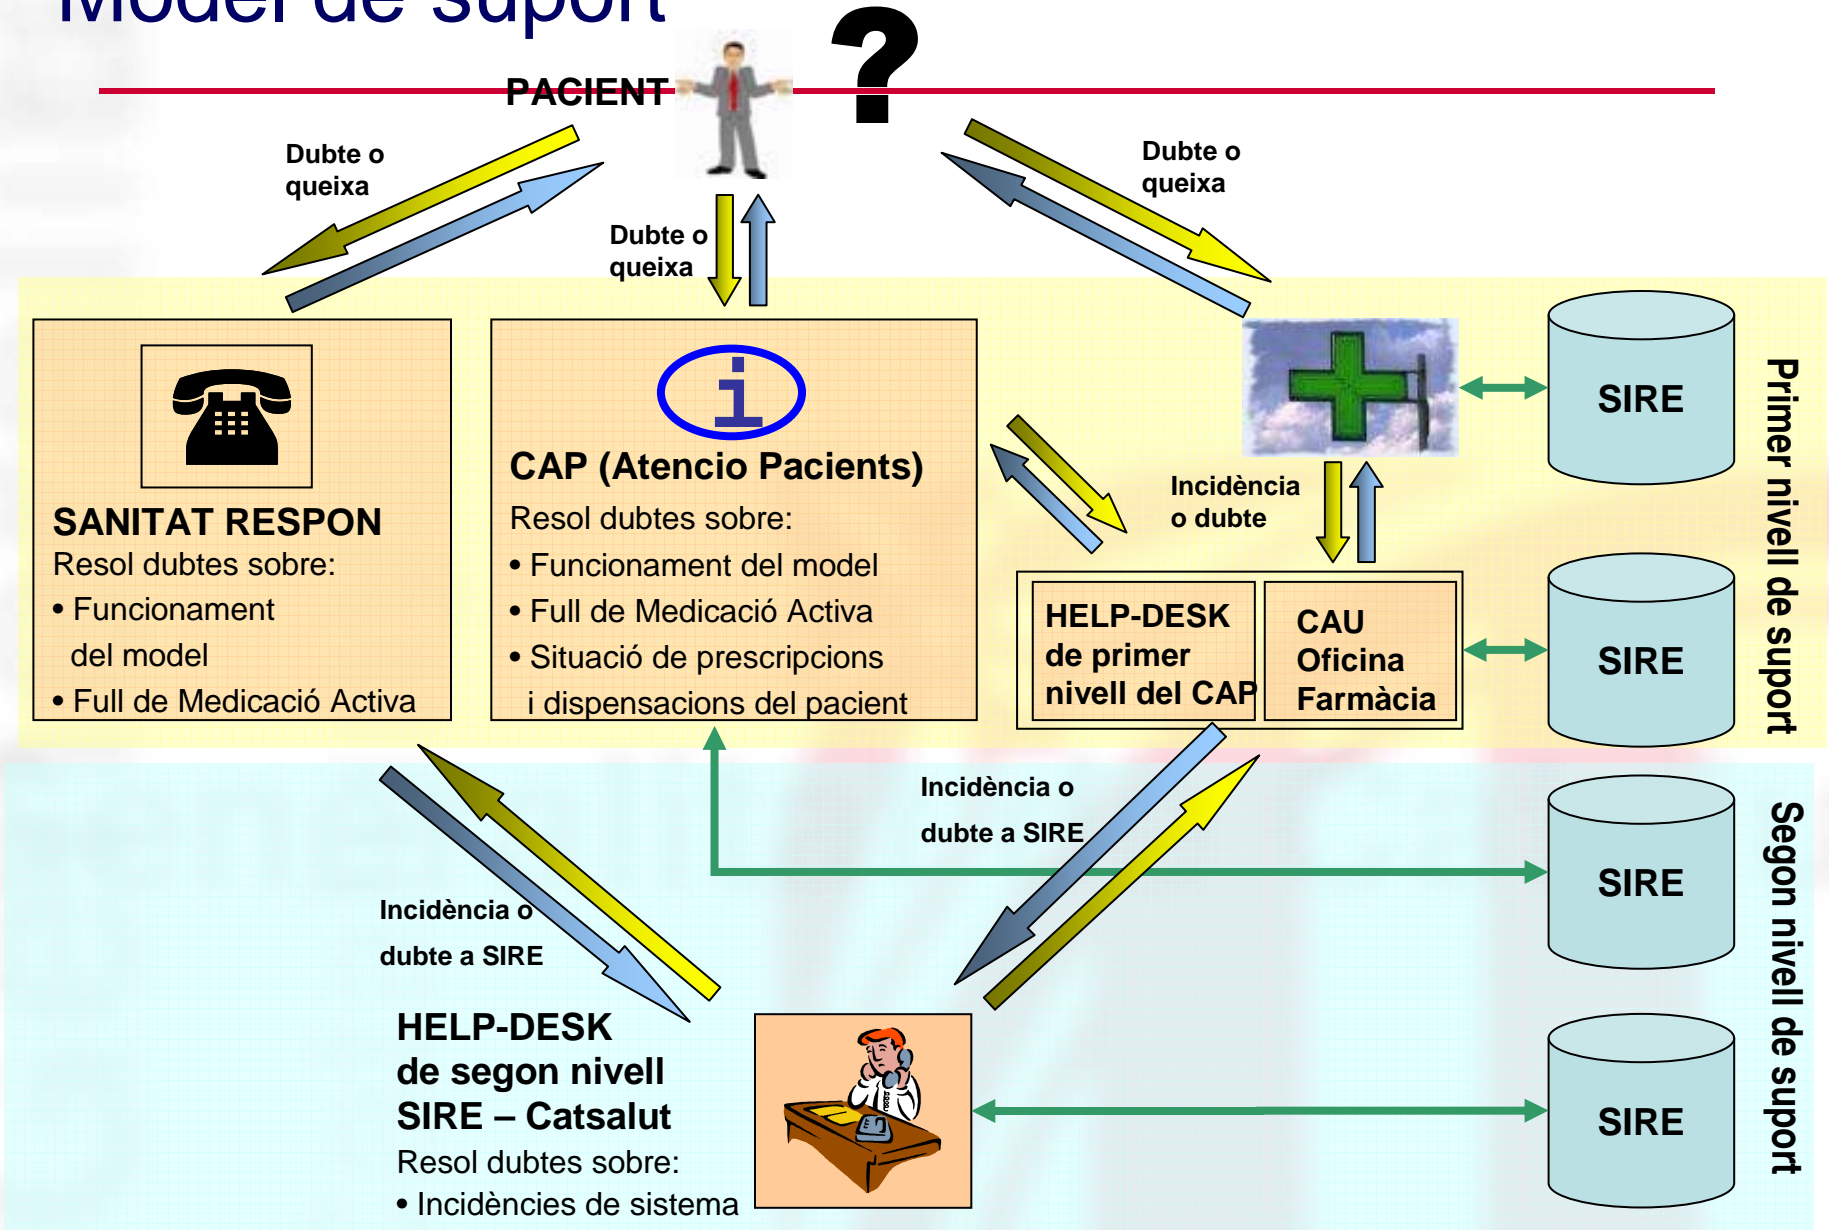 Model de suport
PACIENT
?
Dubte o
queixa
Dubte o
queixa
Dubte o
queixa
SANITAT RESPON
Resol dubtes sobre:
• Funcionament
del model
• Full de Medicació Activa
i
CAP (Atencio Pacients)
Resol dubtes sobre:
• Funcionament del model
• Full de Medicació Activa
• Situació de prescripcions
i dispensacions del pacient
Incidència
o dubte
HELP-DESK
de primer
nivell del CAP
CAU
Oficina
Farmàcia
SIRE
SIRE
Primer nivell de suport
Incidència o
dubte a SIRE
Incidència o
dubte a SIRE
HELP-DESK
de segon nivell
SIRE – Catsalut
Resol dubtes sobre:
• Incidències de sistema
SIRE
SIRE
Segon nivell de suport